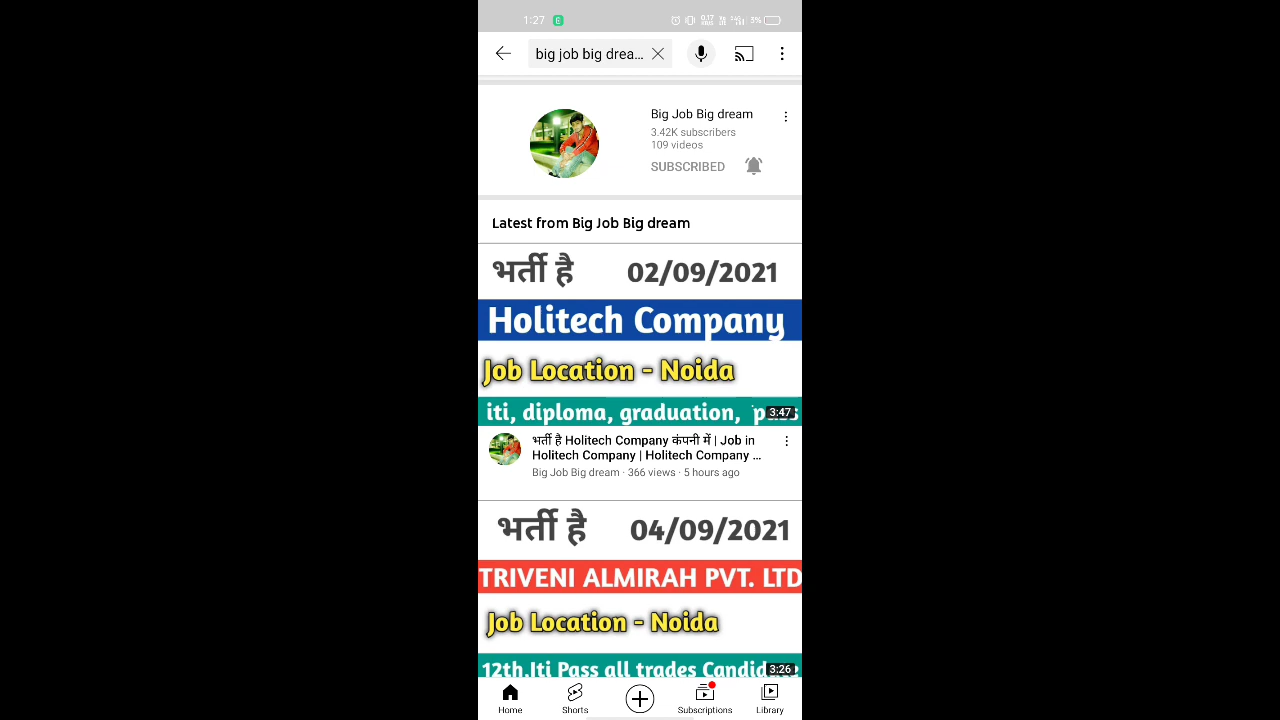 1:27
3%
big job big drea...
Big Job Big dream
3.42K subscribers
109 videos
SUBSCRIBED
Latest from Big Job Big dream
भर्ती है 02/09/2021
Holitech Company
Job Location - Noida
iti, diploma, graduation,
3:47
भर्ती है Holitech Company कंपनी में | Job in
Holitech Company | Holitech Company ...
Big Job Big dream · 366 views · 5 hours ago
भर्ती है 04/09/2021
TRIVENI ALMIRAH PVT. LTD
Job Location - Noida
12th,Iti Pass all trades
3:26
Home Shorts Subscriptions Library